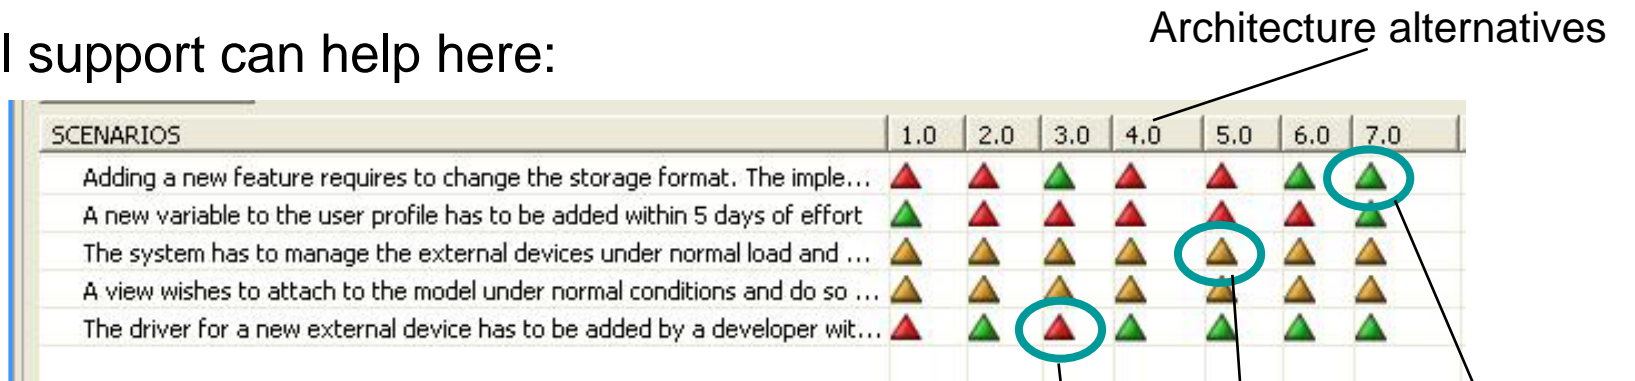 Architecture alternatives
l support can help here:
SCENARIOS 1.0 2.0 3.0 4.0 5.0 6.0 7.0
Adding a new feature requires to change the storage format. The imple...
A new variable to the user profile has to be added within 5 days of effort
The system has to manage the external devices under normal load and ...
A view wishes to attach to the model under normal conditions and do so ...
The driver for a new external device has to be added by a developer wit...